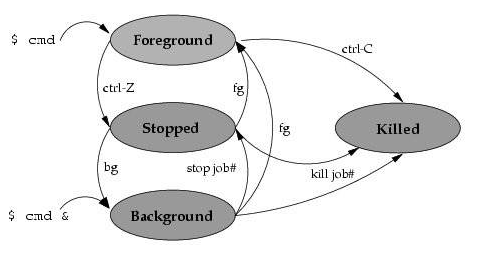 $ cmd
Foreground
ctrl-C
ctrl-Z
fg
Stopped
fg
Killed
bg
stop job#
kill job#
$ cmd &
Background